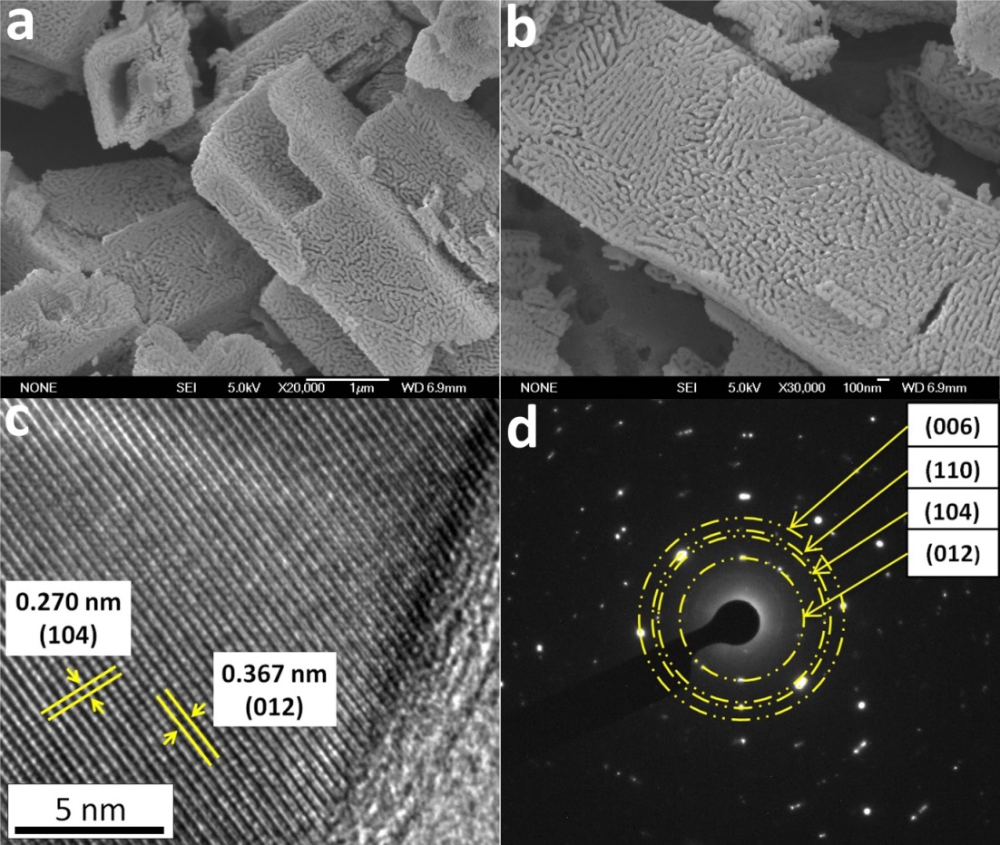 a
b
NONE SEI 5.0kV X20,000 1μm WD 6.9mm
NONE SEI 5.0kV X30,000 100nm WD 6.9mm
c
d
(006)
(110)
(104)
(012)
0.270 nm
(104)
0.367 nm
(012)
5 nm